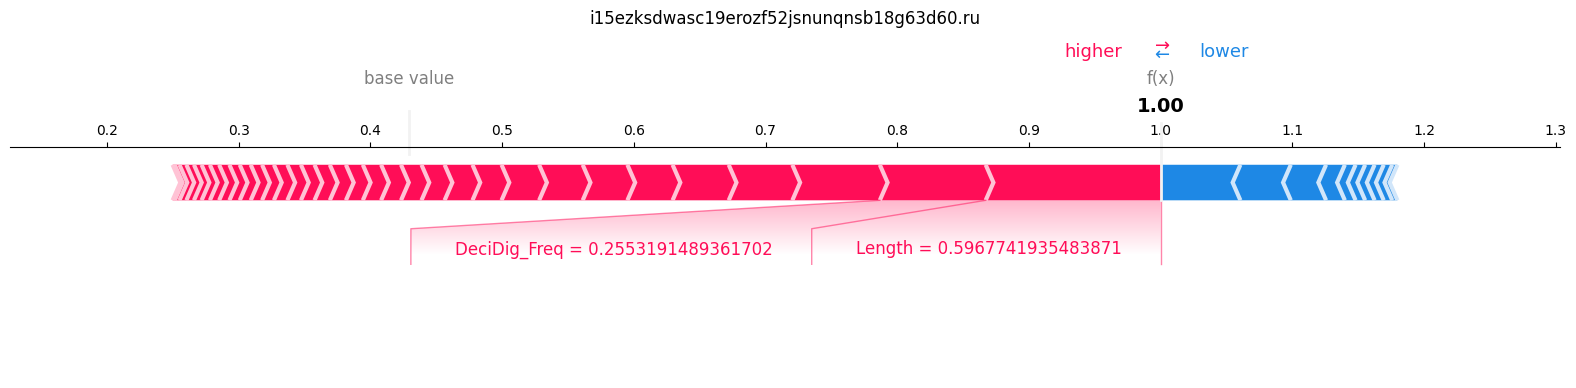 i15ezksdwasc19erozf52jsnunqnsb18g63d60.ru
higher ⇄ lower
base value f(x)
1.00
0.2 0.3 0.4 0.5 0.6 0.7 0.8 0.9 1.0 1.1 1.2 1.3
DeciDig_Freq = 0.2553191489361702 Length = 0.5967741935483871